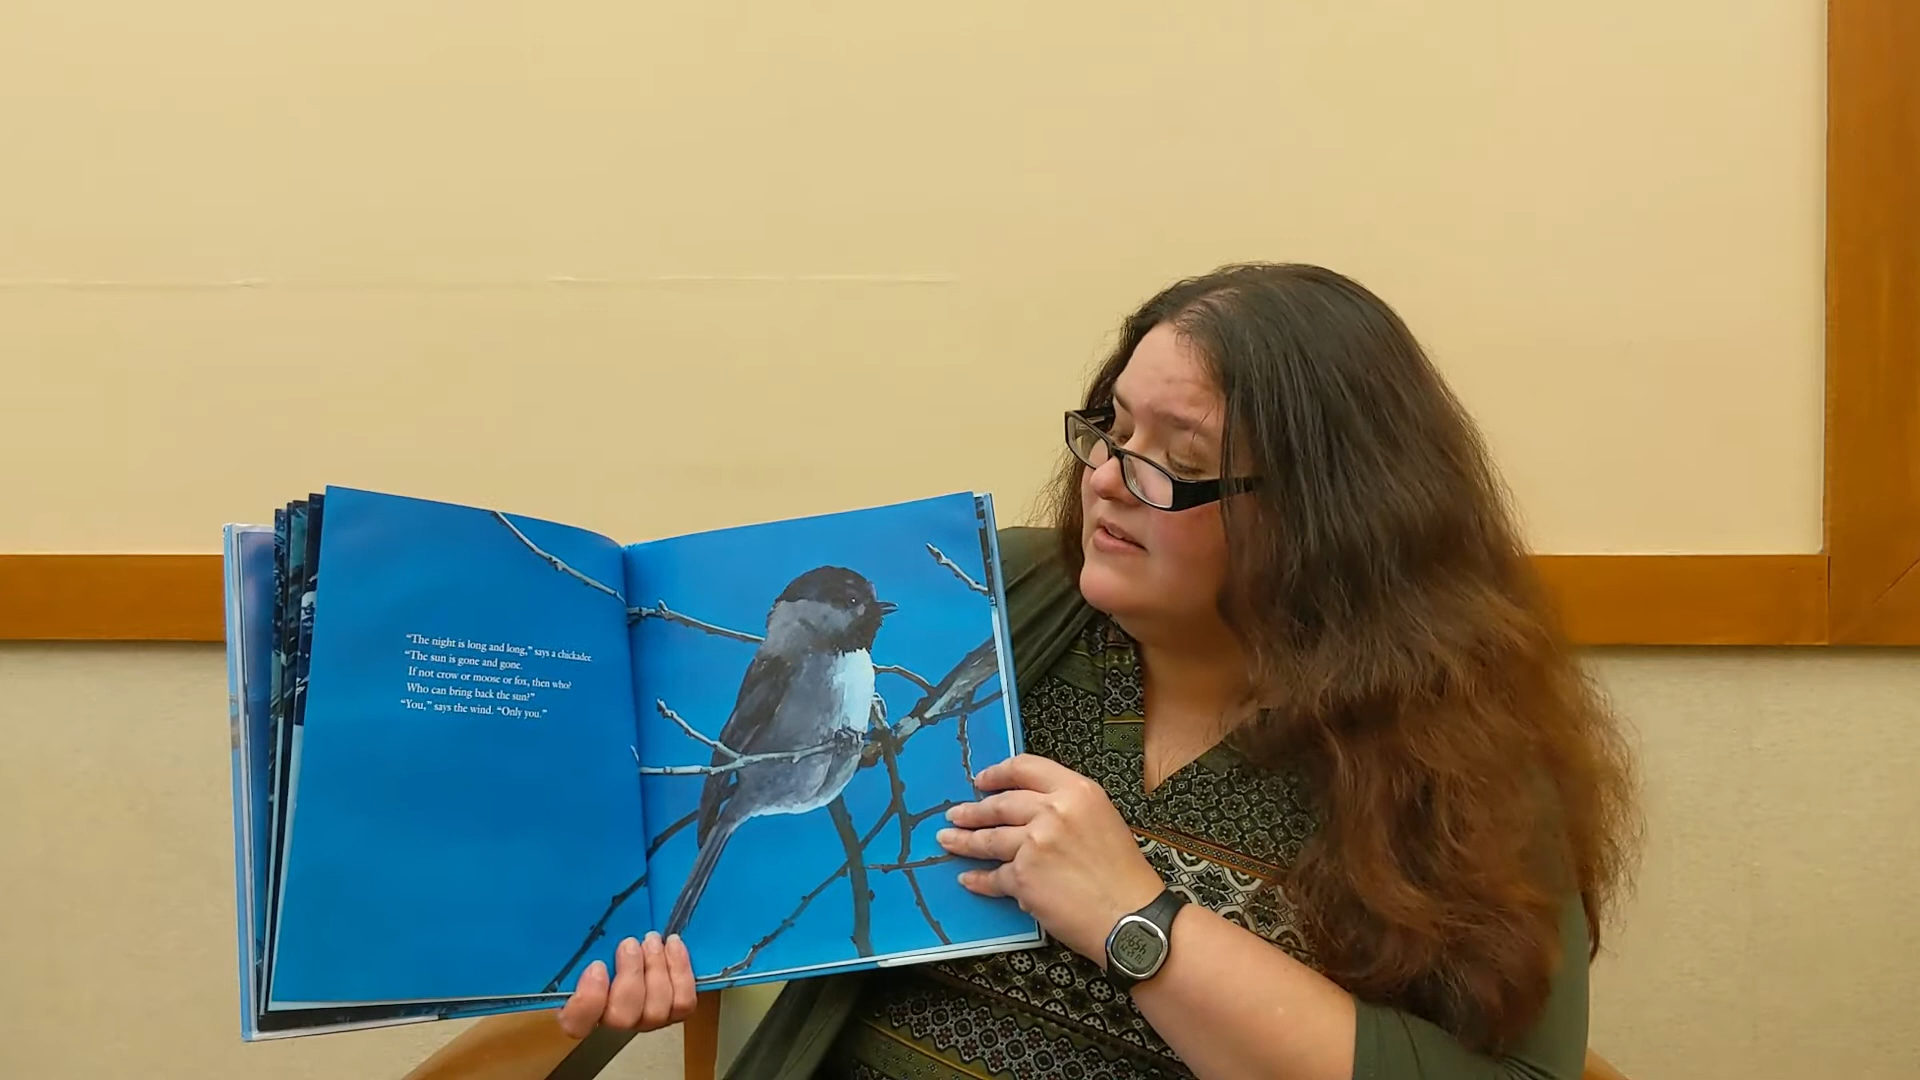 “The night is long and long,” says a chickadee.
“The sun is gone and gone.
If not crow or moose or fox, then who?
Who can bring back the sun?”
“You,” says the wind. “Only you.”